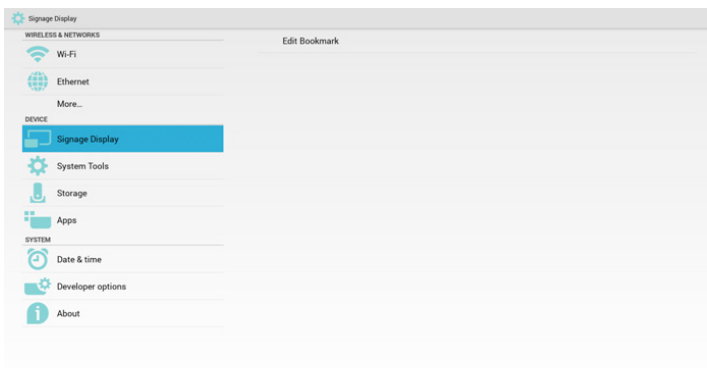 Signage Display
WIRELESS & NETWORKS
Wi-Fi
Ethernet
More...
DEVICE
Signage Display
System Tools
Storage
Apps
SYSTEM
Date & time
Developer options
About
Edit Bookmark